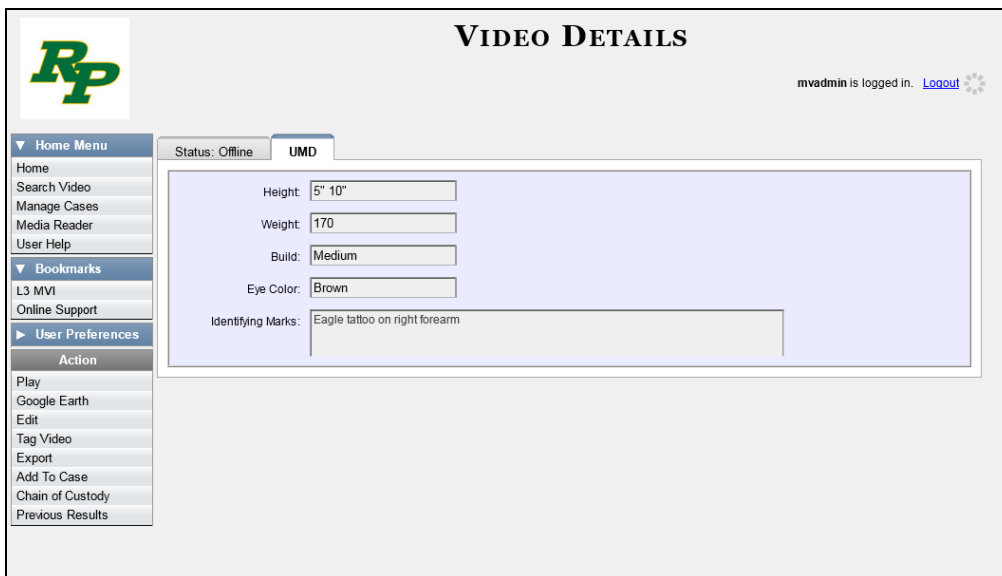 RP
VIDEO DETAILS
mvadmin is logged in. Logout
▼ Home Menu
Home
Search Video
Manage Cases
Media Reader
User Help
▼ Bookmarks
L3 MVI
Online Support
► User Preferences
Action
Play
Google Earth
Edit
Tag Video
Export
Add To Case
Chain of Custody
Previous Results
Status: Offline UMD
Height: 5" 10"
Weight: 170
Build: Medium
Eye Color: Brown
Identifying Marks: Eagle tattoo on right forearm